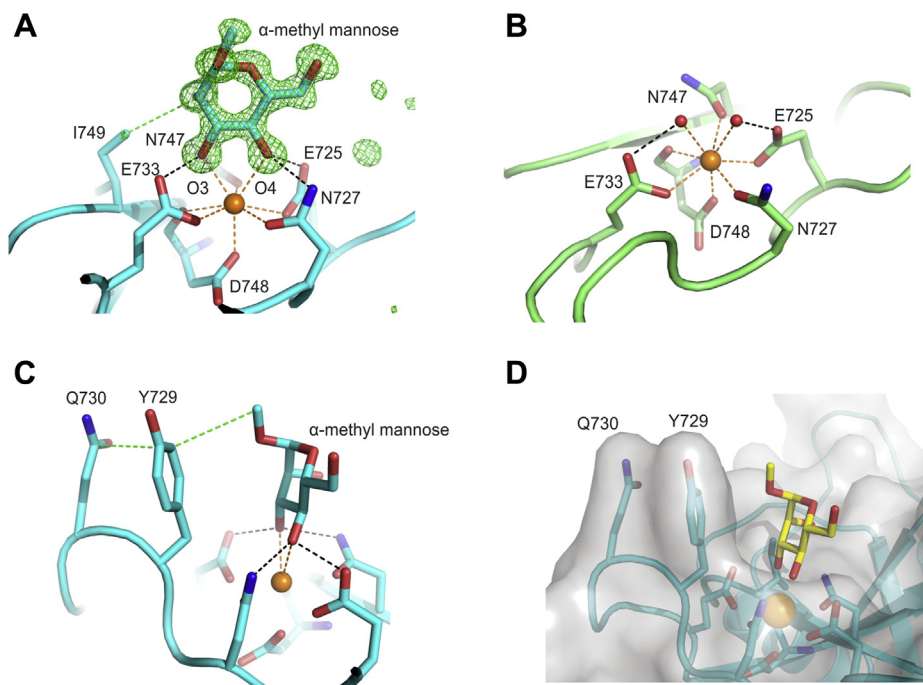 A
α-methyl mannose
I749
N747
E733
E725
O3
O4
N727
D748
B
N747
E725
E733
D748
N727
C
Q730
Y729
α-methyl mannose
D
Q730
Y729